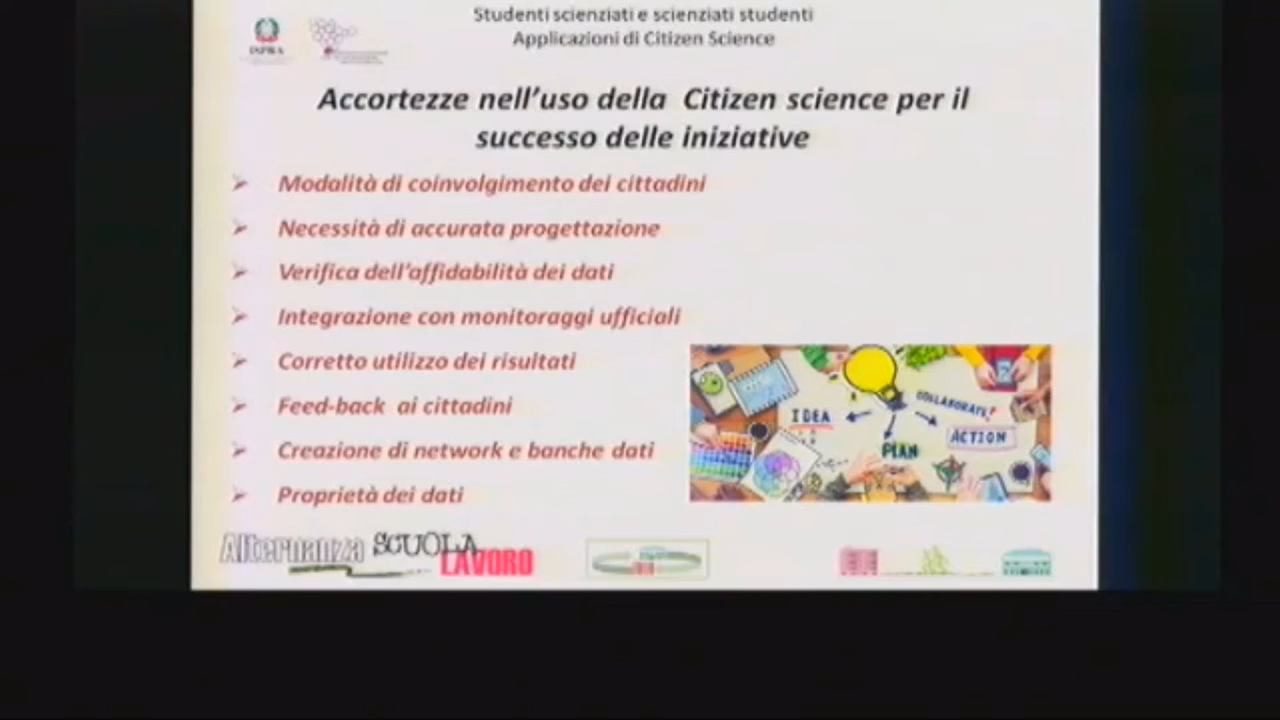 Studenti scienziati e scienziati studenti
Applicazioni di Citizen Science
ISPRA
Accortezze nell'uso della Citizen science per il
successo delle iniziative
Modalità di coinvolgimento dei cittadini
Necessità di accurata progettazione
Verifica dell'affidabilità dei dati
Integrazione con monitoraggi ufficiali
Corretto utilizzo dei risultati
Feed-back ai cittadini
Creazione di network e banche dati
Proprietà dei dati
IDEA
COLLABORATE!
ACTION
PLAN
Alternanza SCUOLA
LAVORO